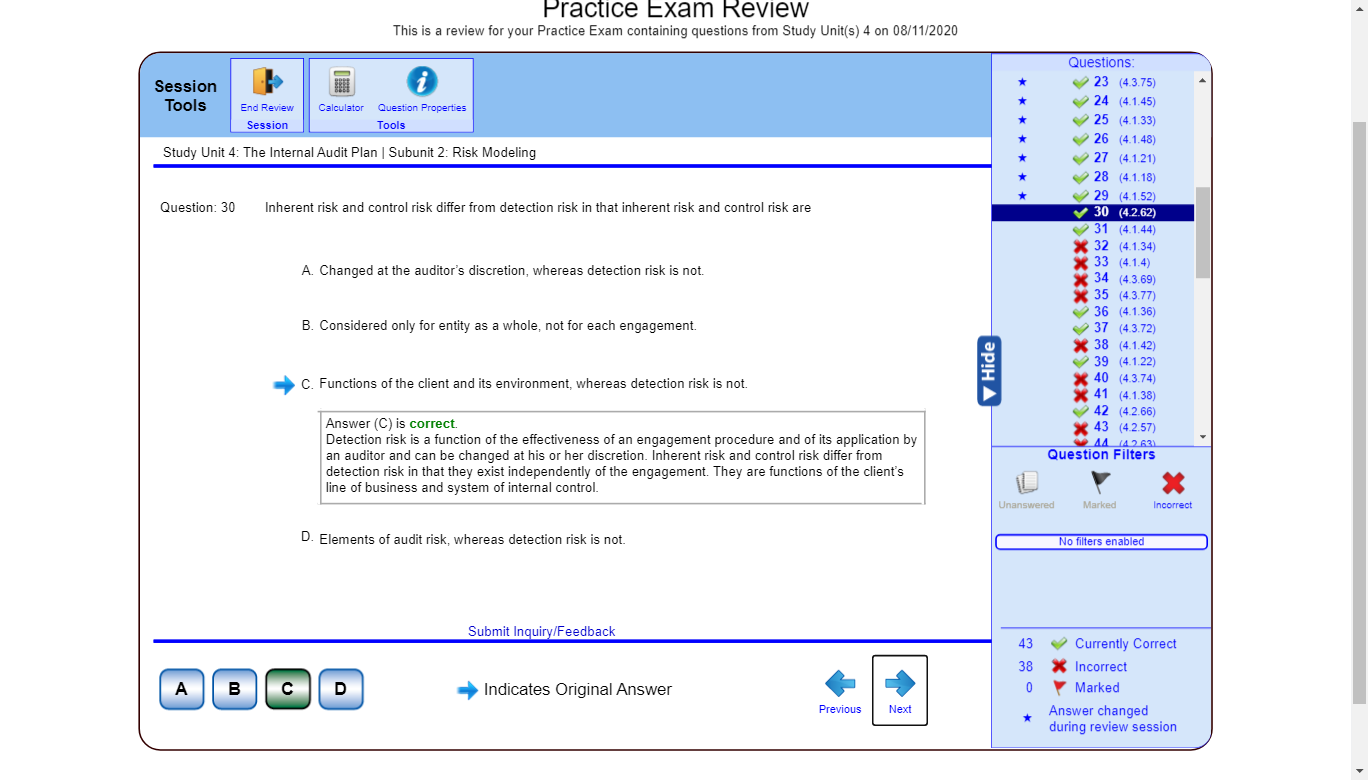 Practice Exam Review
This is a review for your Practice Exam containing questions from Study Unit(s) 4 on 08/11/2020
Session
Tools
End Review
Session
Calculator
Question Properties
Tools
Study Unit 4: The Internal Audit Plan | Subunit 2: Risk Modeling
Question: 30 Inherent risk and control risk differ from detection risk in that inherent risk and control risk are
A. Changed at the auditor’s discretion, whereas detection risk is not.
B. Considered only for entity as a whole, not for each engagement.
C. Functions of the client and its environment, whereas detection risk is not.
Answer (C) is correct.
Detection risk is a function of the effectiveness of an engagement procedure and of its application by
an auditor and can be changed at his or her discretion. Inherent risk and control risk differ from
detection risk in that they exist independently of the engagement. They are functions of the client’s
line of business and system of internal control.
D. Elements of audit risk, whereas detection risk is not.
Submit Inquiry/Feedback
A B C D
Indicates Original Answer
Previous
Next
Hide
Questions:
23 (4.3.75)
24 (4.1.45)
25 (4.1.33)
26 (4.1.48)
27 (4.1.21)
28 (4.1.18)
29 (4.1.52)
30 (4.2.62)
31 (4.1.44)
32 (4.1.34)
33 (4.1.4)
34 (4.3.69)
35 (4.3.77)
36 (4.1.36)
37 (4.3.72)
38 (4.1.42)
39 (4.1.22)
40 (4.3.74)
41 (4.1.38)
42 (4.2.66)
43 (4.2.57)
44 (4.2.63)
Question Filters
Unanswered
Marked
Incorrect
No filters enabled
43 Currently Correct
38 Incorrect
0 Marked
Answer changed
during review session